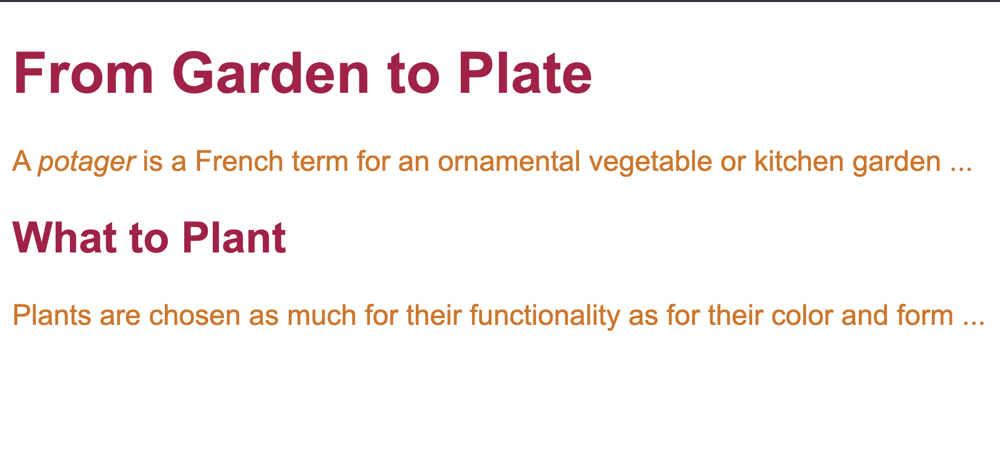 From Garden to Plate
A potager is a French term for an ornamental vegetable or kitchen garden ...
What to Plant
Plants are chosen as much for their functionality as for their color and form ...